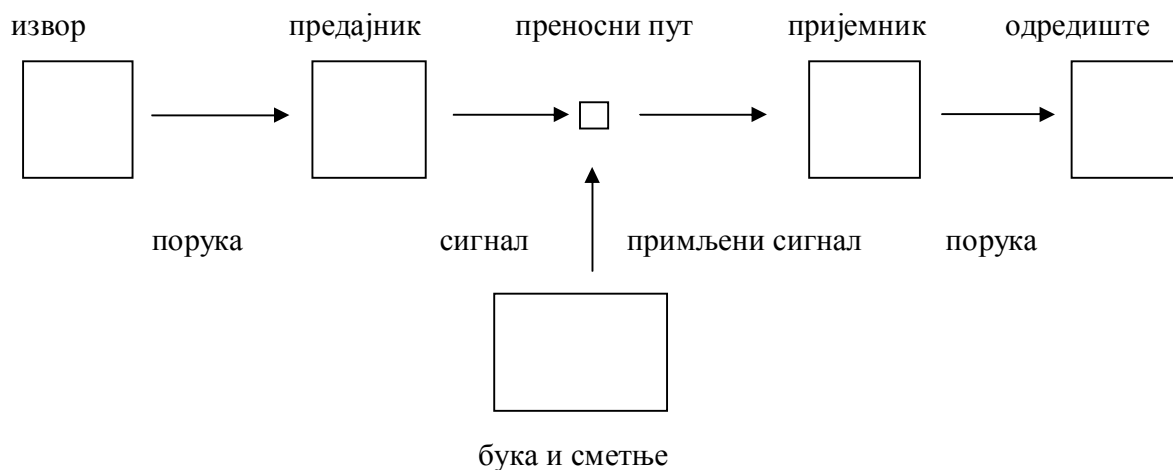 извор предајник преносни пут пријемник одредиште
порука сигнал примљени сигнал порука
бука и сметње